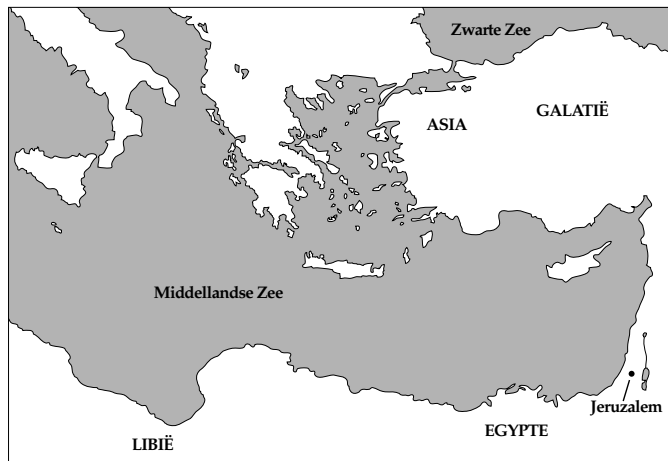 Zwarte Zee
GALATIË
ASIA
Middellandse Zee
Jeruzalem
EGYPTE
LIBIË